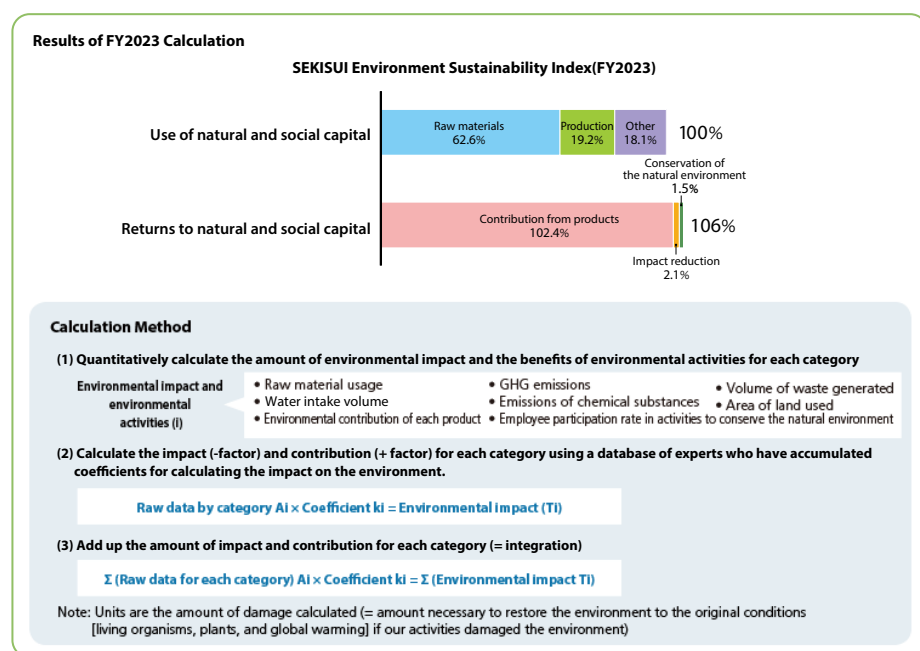 Results of FY2023 Calculation
SEKISUI Environment Sustainability Index(FY2023)
Use of natural and social capital
Raw materials
62.6%
Production
19.2%
Other
18.1%
100%
Conservation of
the natural environment
1.5%
Returns to natural and social capital
Contribution from products
102.4%
106%
Impact reduction
2.1%
Calculation Method
(1) Quantitatively calculate the amount of environmental impact and the benefits of environmental activities for each category
Environmental impact and
environmental
activities (i)
• Raw material usage
• GHG emissions
• Volume of waste generated
• Water intake volume
• Emissions of chemical substances
• Area of land used
• Environmental contribution of each product
• Employee participation rate in activities to conserve the natural environment
(2) Calculate the impact (-factor) and contribution (+ factor) for each category using a database of experts who have accumulated
coefficients for calculating the impact on the environment.
Raw data by category Ai × Coefficient ki = Environmental impact (Ti)
(3) Add up the amount of impact and contribution for each category (= integration)
Σ (Raw data for each category) Ai × Coefficient ki = Σ (Environmental impact Ti)
Note: Units are the amount of damage calculated (= amount necessary to restore the environment to the original conditions
[living organisms, plants, and global warming] if our activities damaged the environment)